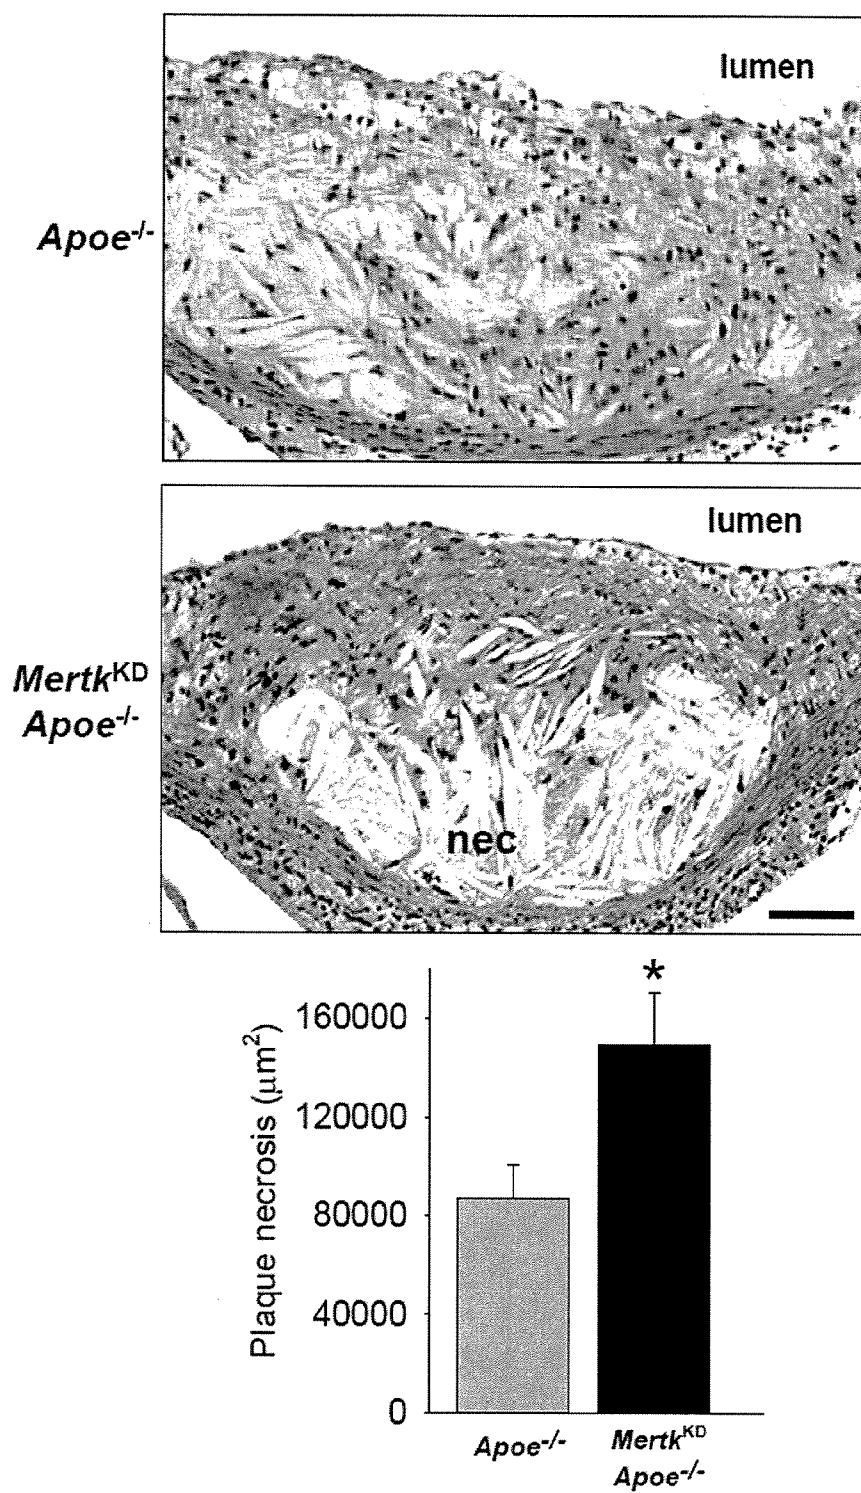 lumen
Apoe-/-
lumen
MertkKD
Apoe-/-
nec
*
Plaque necrosis (µm2)
160000
120000
80000
40000
0
Apoe-/-
MertkKD
Apoe-/-